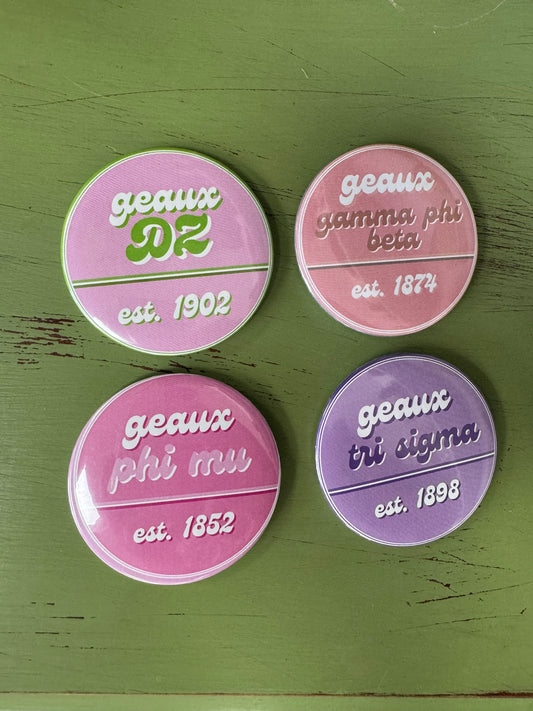 geaux
DZ
est. 1902
geaux
gamma phi
beta
est. 1874
geaux
phi mu
est. 1852
geaux
tri sigma
est. 1898